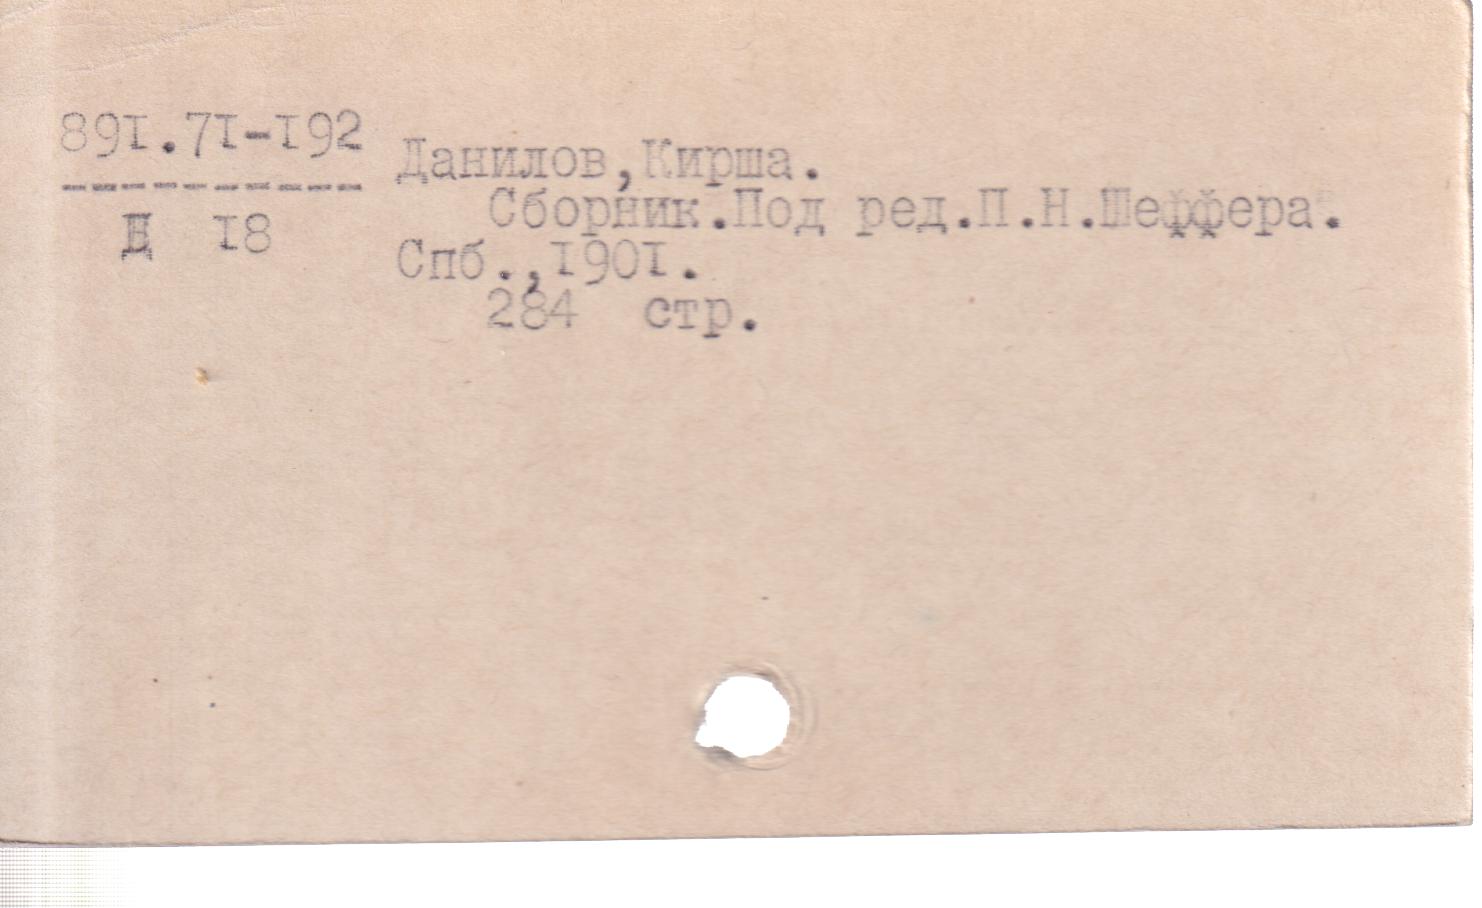 891.71-192
----------
Д 18
Данилов,Кирша.
Сборник.Под ред.П.Н.Шеффера.
Спб.,1901.
284 стр.